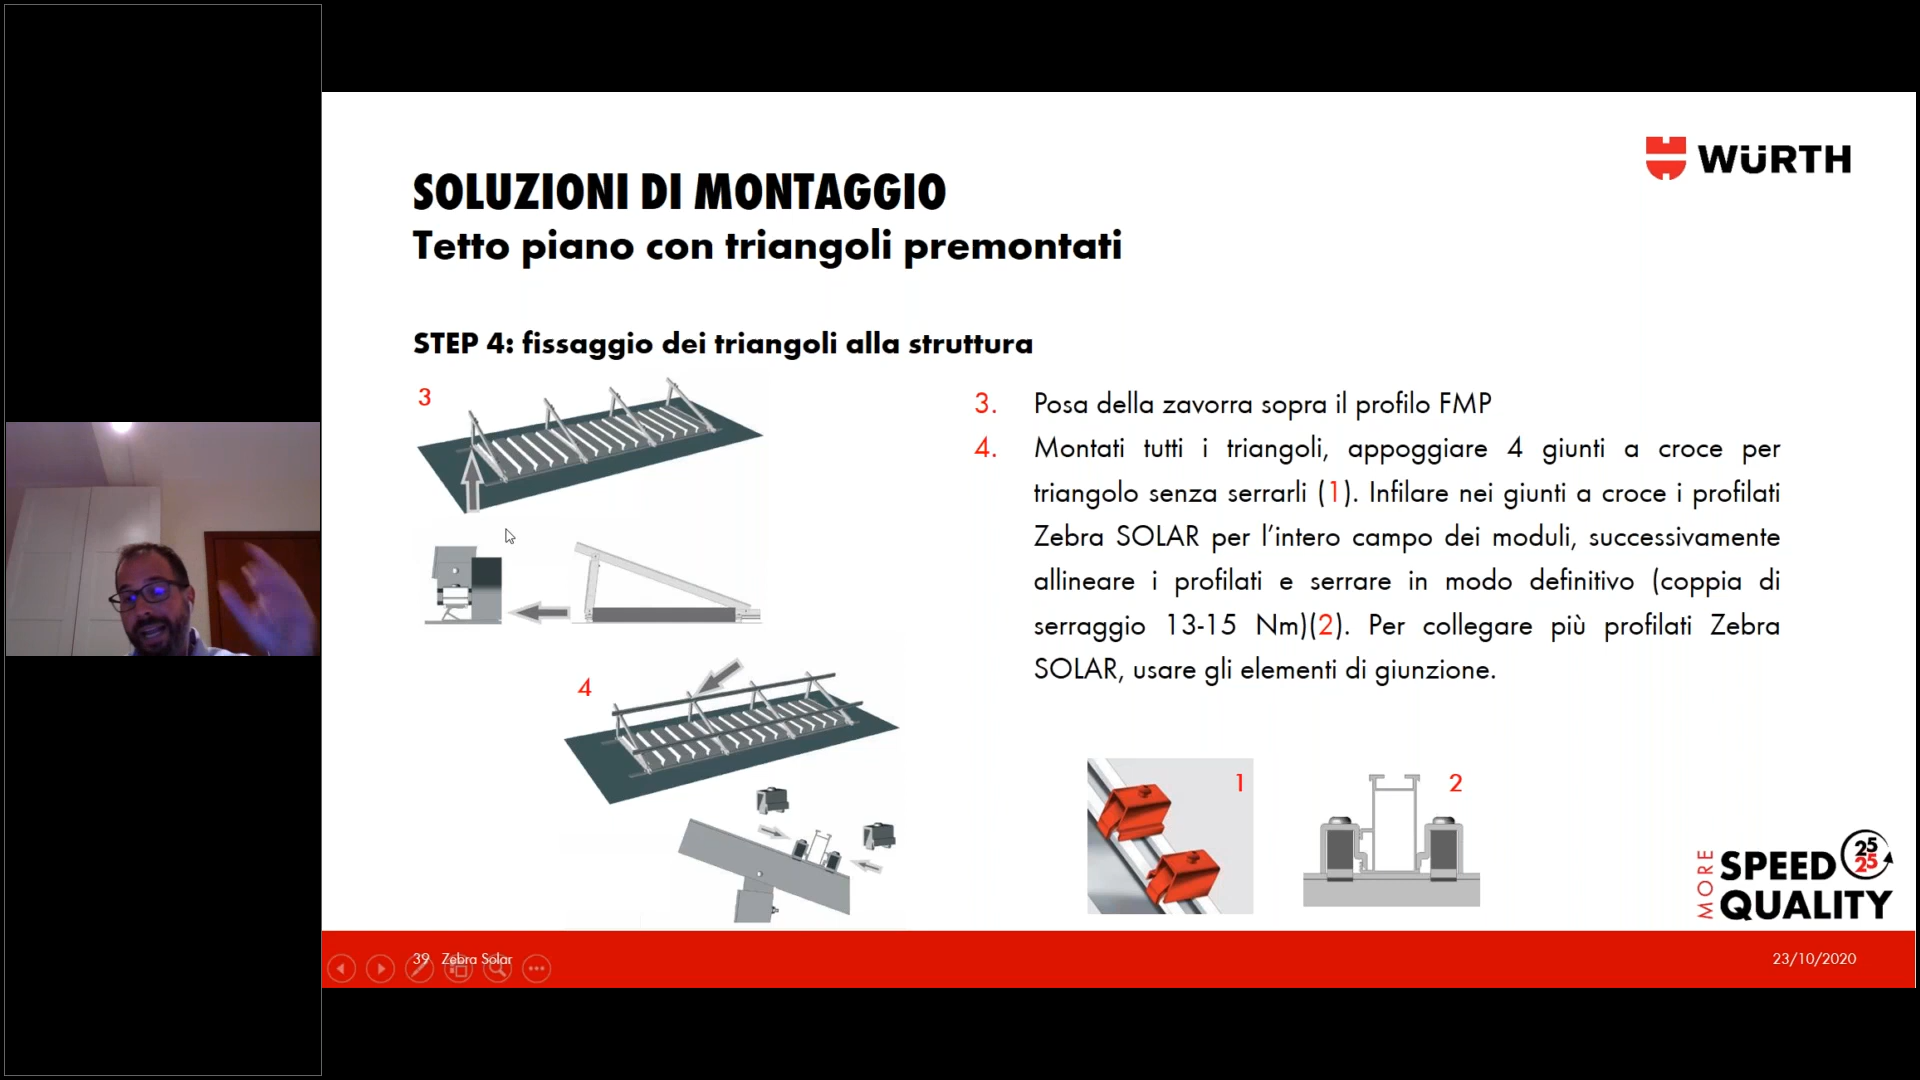 WÜRTH
SOLUZIONI DI MONTAGGIO
Tetto piano con triangoli premontati
STEP 4: fissaggio dei triangoli alla struttura
3
3. Posa della zavorra sopra il profilo FMP
4. Montati tutti i triangoli, appoggiare 4 giunti a croce per
triangolo senza serrarli (1). Infilare nei giunti a croce i profilati
Zebra SOLAR per l’intero campo dei moduli, successivamente
allineare i profilati e serrare in modo definitivo (coppia di
serraggio 13-15 Nm)(2). Per collegare più profilati Zebra
SOLAR, usare gli elementi di giunzione.
4
1
2
MORE
SPEED
25
25
QUALITY
39 Zebra Solar
23/10/2020